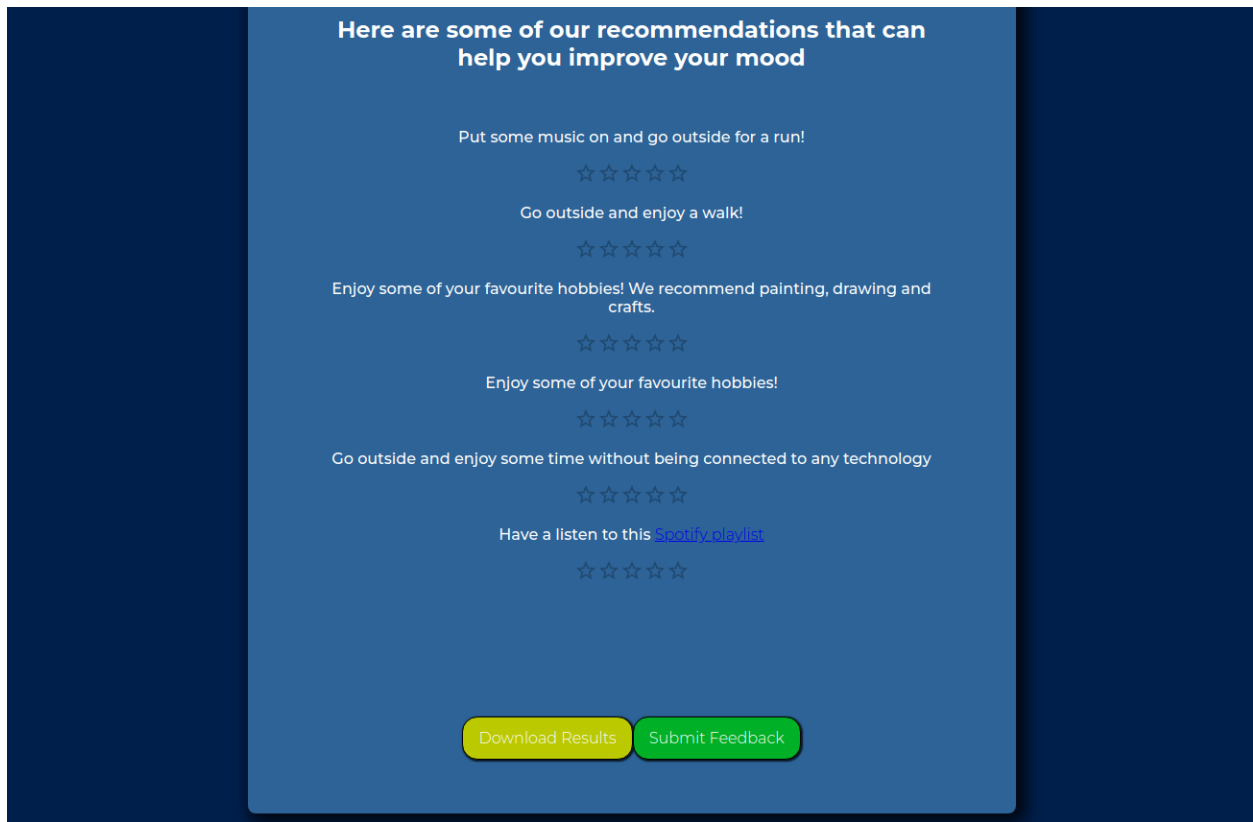 Here are some of our recommendations that can
help you improve your mood
Put some music on and go outside for a run!
Go outside and enjoy a walk!
Enjoy some of your favourite hobbies! We recommend painting, drawing and
crafts.
Enjoy some of your favourite hobbies!
Go outside and enjoy some time without being connected to any technology
Have a listen to this Spotify playlist
Download Results Submit Feedback